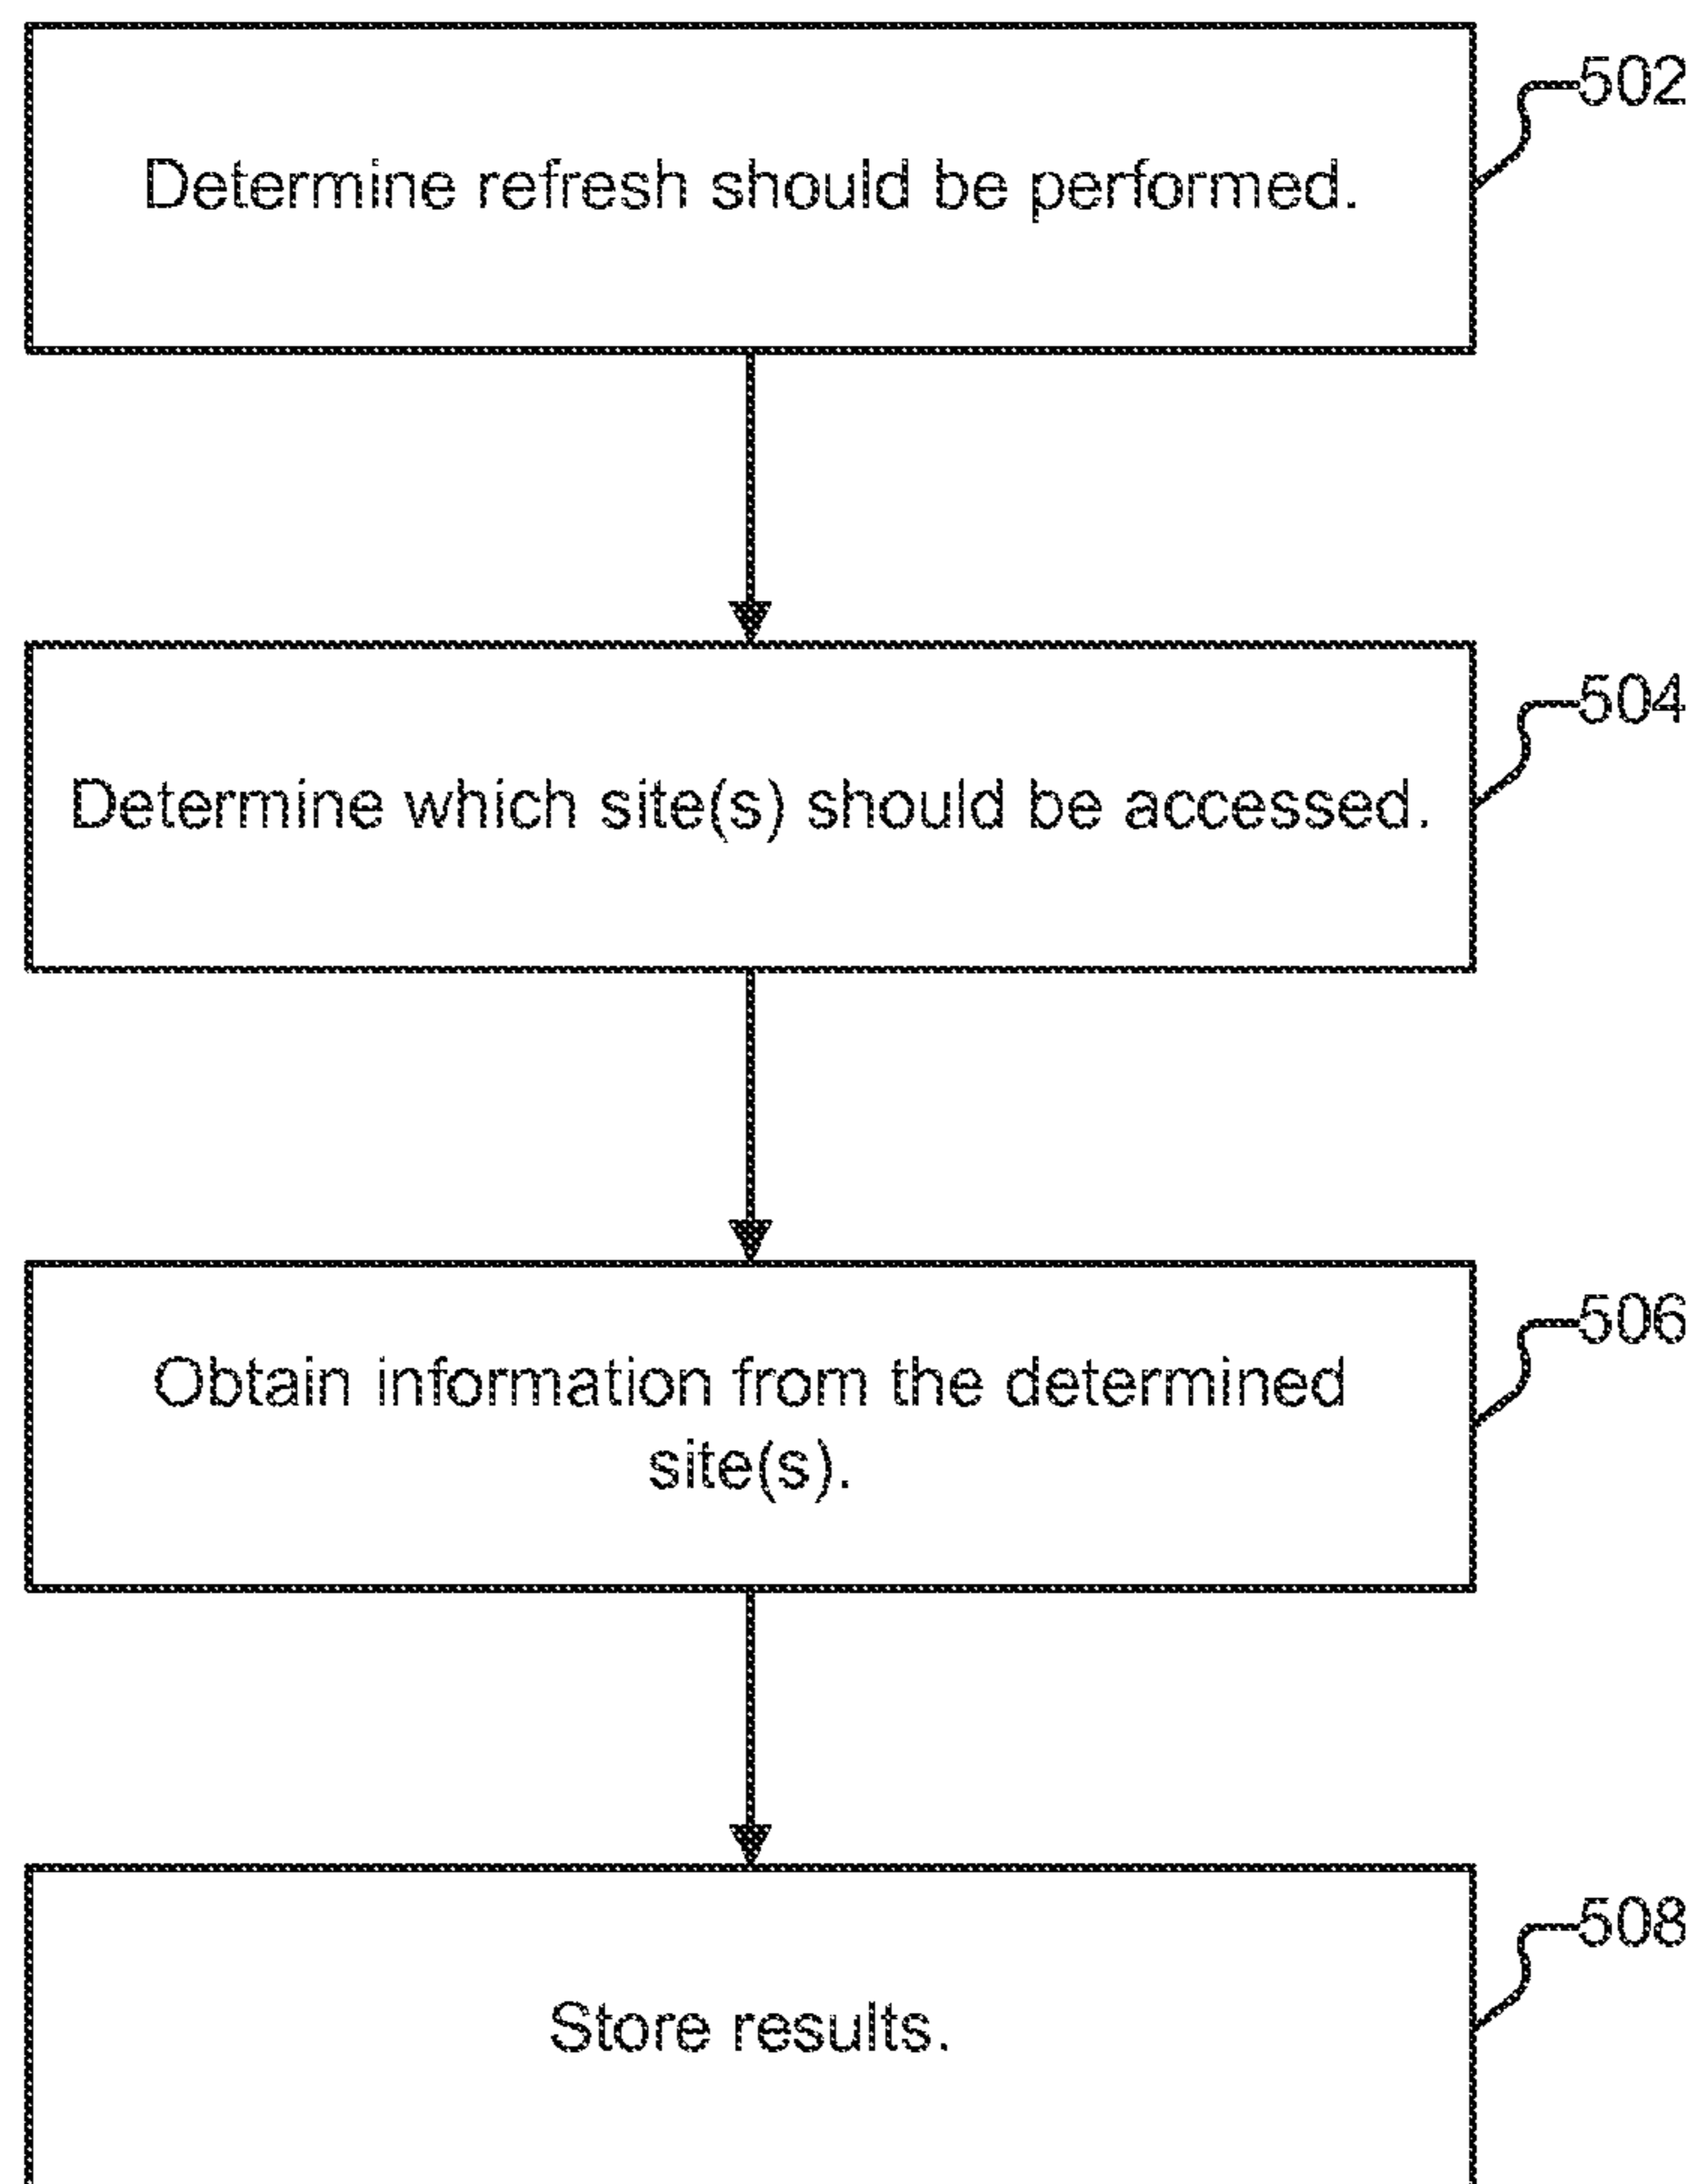 502
Determine refresh should be performed.
504
Determine which site(s) should be accessed.
506
Obtain information from the determined
site(s).
508
Store results.